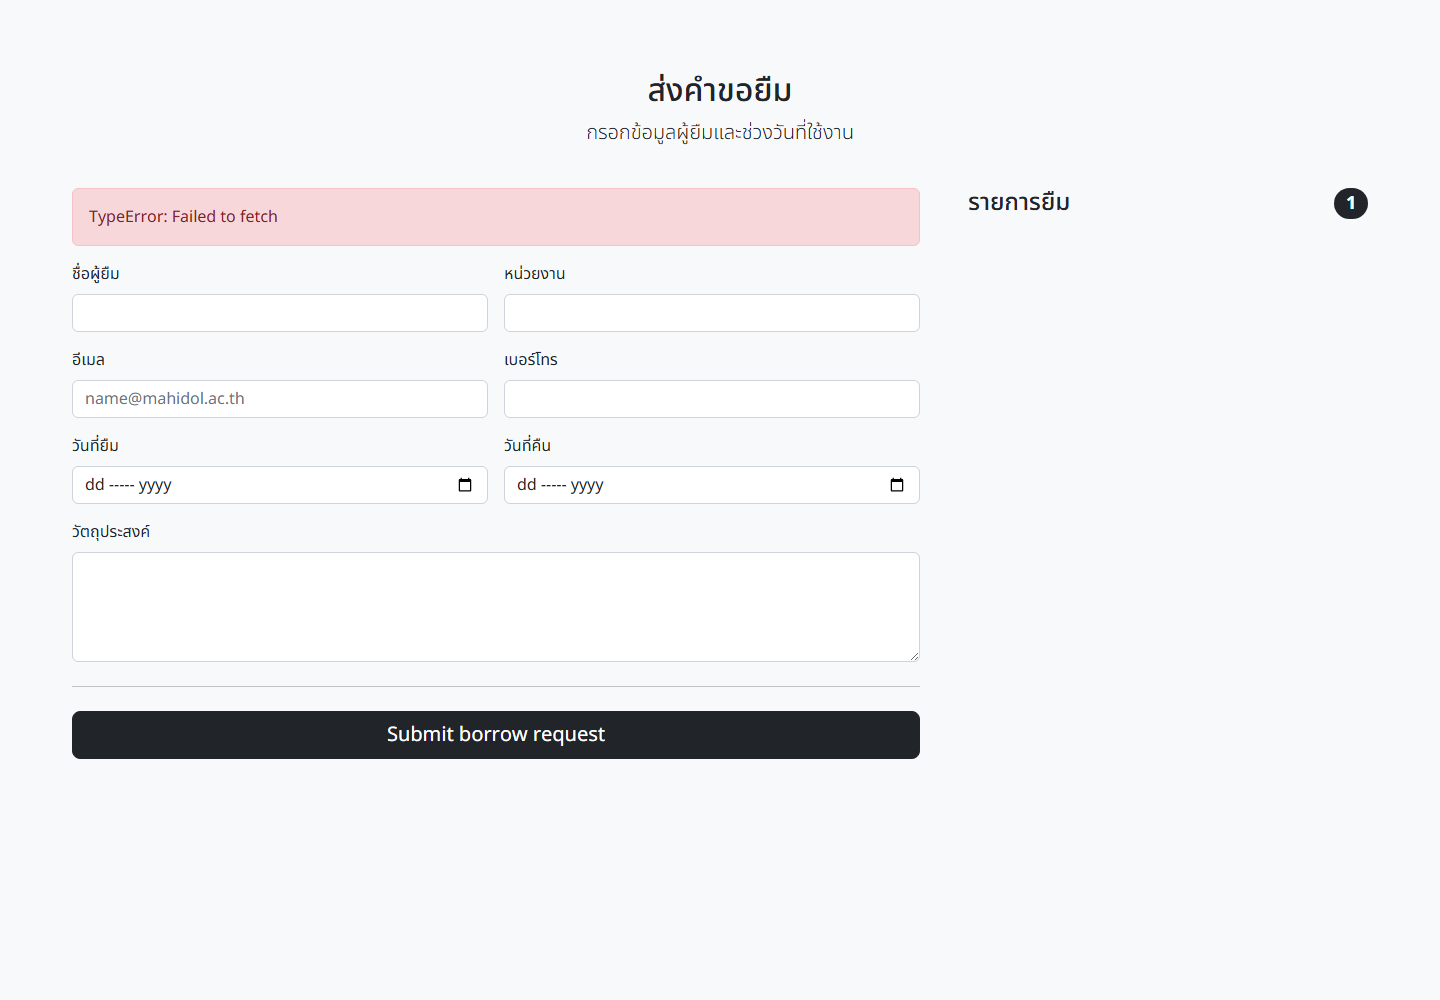 ส่งคำขอยืม
กรอกข้อมูลผู้ยืมและช่วงวันที่ใช้งาน
TypeError: Failed to fetch
ชื่อผู้ยืม
หน่วยงาน
อีเมล
เบอร์โทร
name@mahidol.ac.th
วันที่ยืม
วันที่คืน
dd ----- yyyy
dd ----- yyyy
วัตถุประสงค์
Submit borrow request
รายการยืม
1